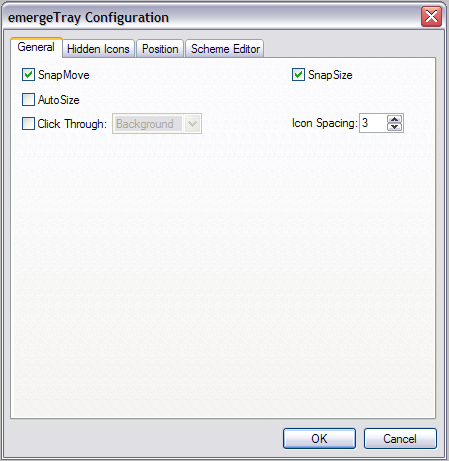 emergeTray Configuration
General Hidden Icons Position Scheme Editor
SnapMove SnapSize
AutoSize
Click Through: Background Icon Spacing: 3
OK Cancel